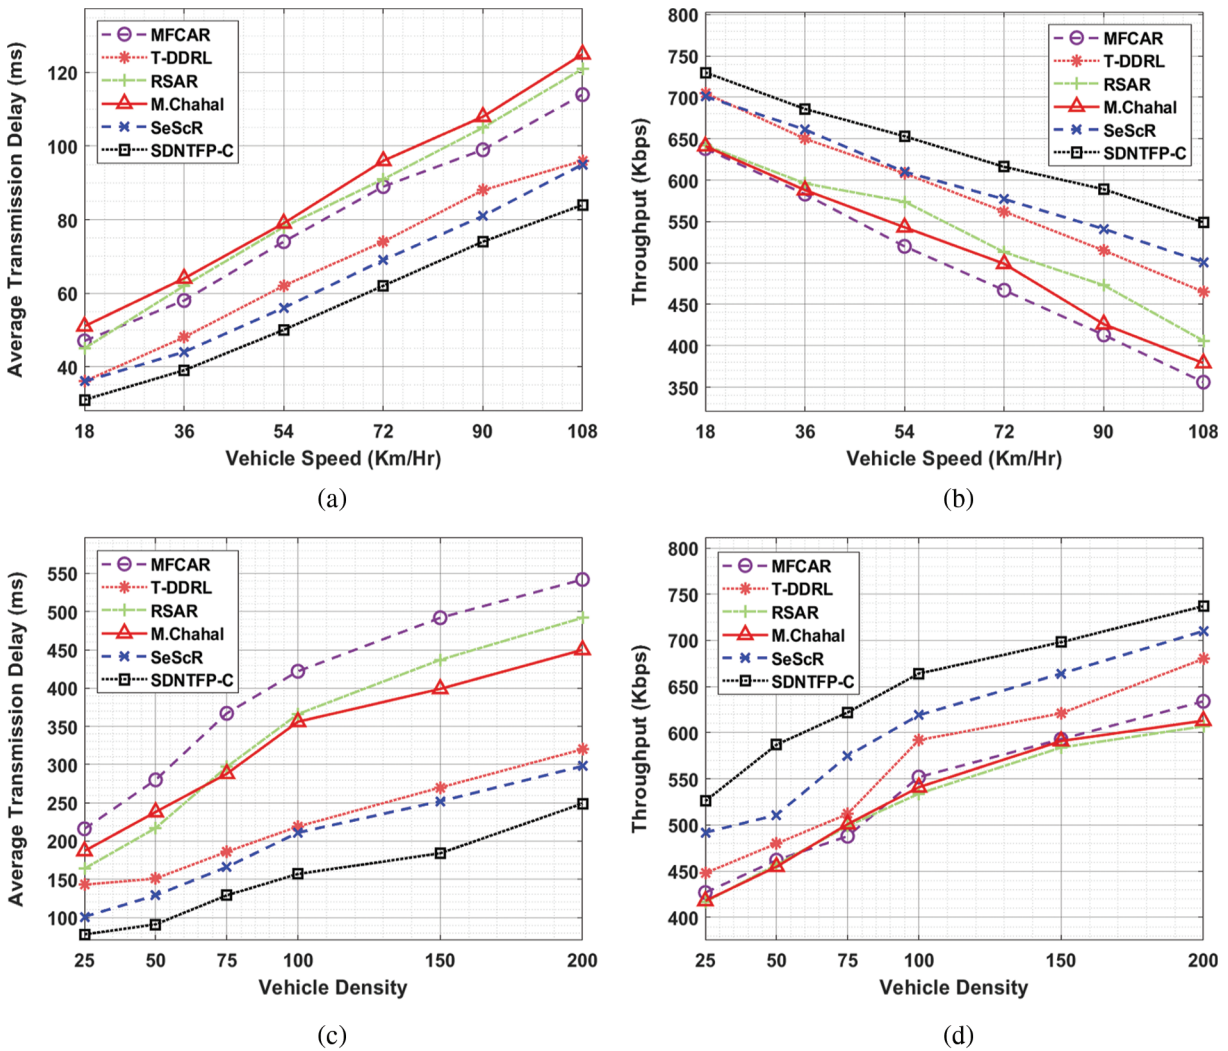 Average Transmission Delay (ms)
120
100
80
60
40
MFCAR
T-DDRL
RSAR
M.Chahal
SeScR
SDNTFP-C
18 36 54 72 90 108
Vehicle Speed (Km/Hr)
(a)
Throughput (Kbps)
800
750
700
650
600
550
500
450
400
350
MFCAR
T-DDRL
RSAR
M.Chahal
SeScR
SDNTFP-C
18 36 54 72 90 108
Vehicle Speed (Km/Hr)
(b)
Average Transmission Delay (ms)
550
500
450
400
350
300
250
200
150
100
MFCAR
T-DDRL
RSAR
M.Chahal
SeScR
SDNTFP-C
25 50 75 100 150 200
Vehicle Density
(c)
Throughput (Kbps)
800
750
700
650
600
550
500
450
400
MFCAR
T-DDRL
RSAR
M.Chahal
SeScR
SDNTFP-C
25 50 75 100 150 200
Vehicle Density
(d)